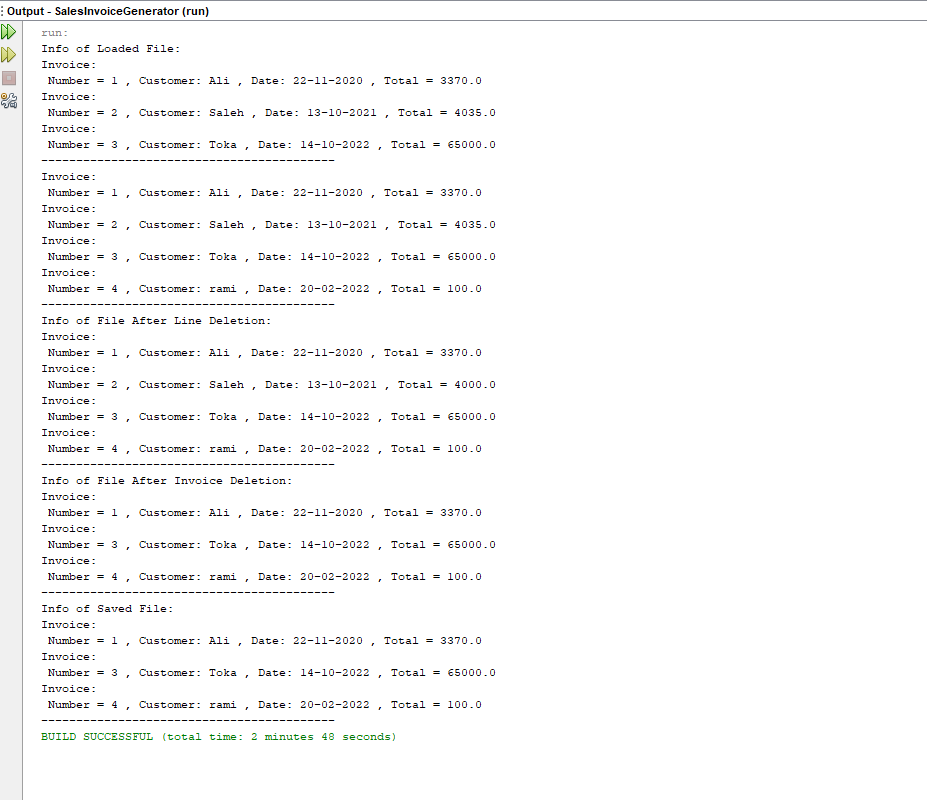 Output - SalesInvoiceGenerator (run)
run:
Info of Loaded File:
Invoice:
 Number = 1 , Customer: Ali , Date: 22-11-2020 , Total = 3370.0
Invoice:
 Number = 2 , Customer: Saleh , Date: 13-10-2021 , Total = 4035.0
Invoice:
 Number = 3 , Customer: Toka , Date: 14-10-2022 , Total = 65000.0
------------------------------------------
Invoice:
 Number = 1 , Customer: Ali , Date: 22-11-2020 , Total = 3370.0
Invoice:
 Number = 2 , Customer: Saleh , Date: 13-10-2021 , Total = 4035.0
Invoice:
 Number = 3 , Customer: Toka , Date: 14-10-2022 , Total = 65000.0
Invoice:
 Number = 4 , Customer: rami , Date: 20-02-2022 , Total = 100.0
------------------------------------------
Info of File After Line Deletion:
Invoice:
 Number = 1 , Customer: Ali , Date: 22-11-2020 , Total = 3370.0
Invoice:
 Number = 2 , Customer: Saleh , Date: 13-10-2021 , Total = 4000.0
Invoice:
 Number = 3 , Customer: Toka , Date: 14-10-2022 , Total = 65000.0
Invoice:
 Number = 4 , Customer: rami , Date: 20-02-2022 , Total = 100.0
------------------------------------------
Info of File After Invoice Deletion:
Invoice:
 Number = 1 , Customer: Ali , Date: 22-11-2020 , Total = 3370.0
Invoice:
 Number = 3 , Customer: Toka , Date: 14-10-2022 , Total = 65000.0
Invoice:
 Number = 4 , Customer: rami , Date: 20-02-2022 , Total = 100.0
------------------------------------------
Info of Saved File:
Invoice:
 Number = 1 , Customer: Ali , Date: 22-11-2020 , Total = 3370.0
Invoice:
 Number = 3 , Customer: Toka , Date: 14-10-2022 , Total = 65000.0
Invoice:
 Number = 4 , Customer: rami , Date: 20-02-2022 , Total = 100.0
------------------------------------------
BUILD SUCCESSFUL (total time: 2 minutes 48 seconds)